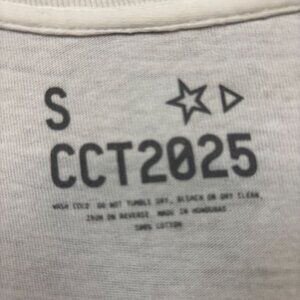 S
CCT2025
WASH COLD. DO NOT TUMBLE DRY, BLEACH OR DRY CLEAN.
IRON ON REVERSE. MADE IN HONDURAS
100% COTTON